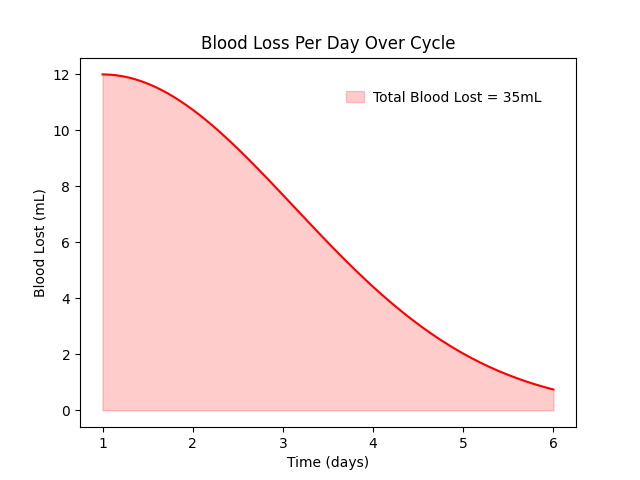 Blood Loss Per Day Over Cycle
Total Blood Lost = 35mL
Blood Lost (mL)
12
10
8
6
4
2
0
1 2 3 4 5 6
Time (days)